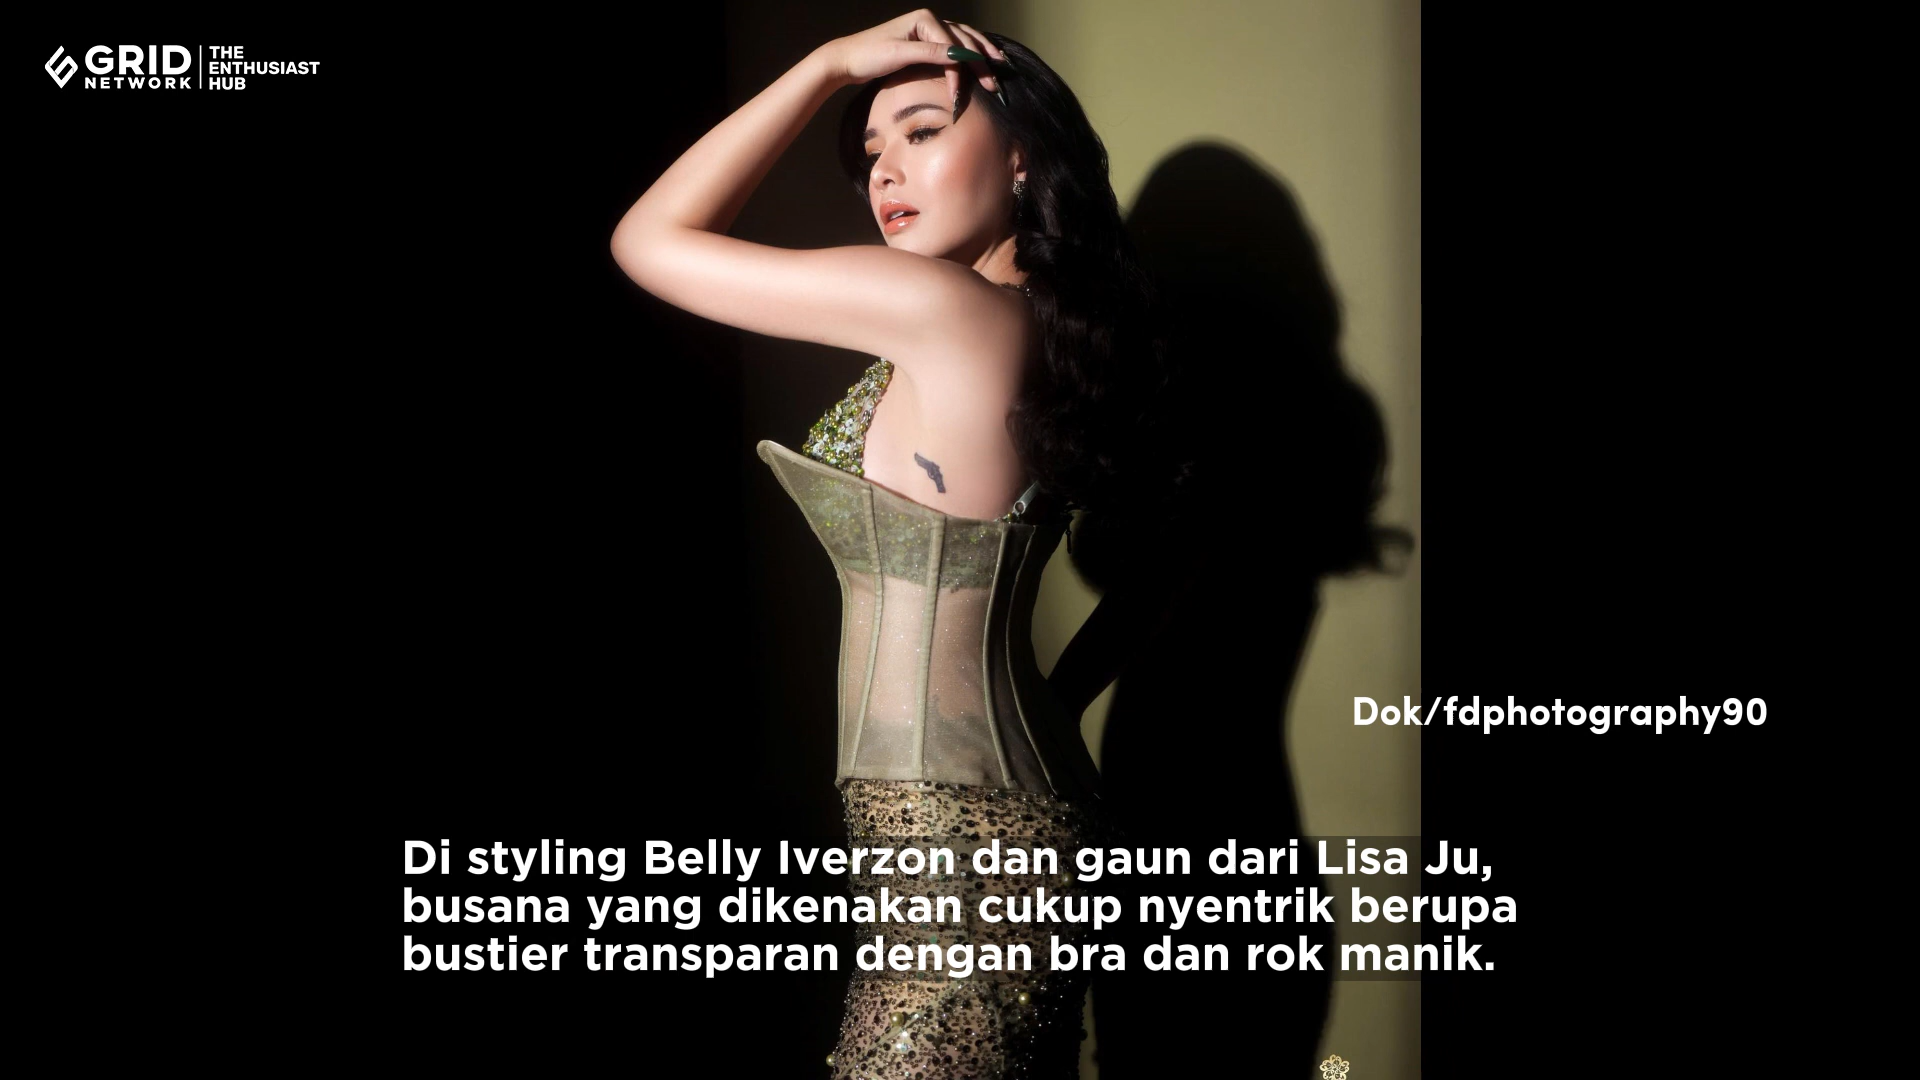 GRID
NETWORK
THE
ENTHUSIAST
HUB
Dok/fdphotography90
Di styling Belly Iverzon dan gaun dari Lisa Ju,
busana yang dikenakan cukup nyentrik berupa
bustier transparan dengan bra dan rok manik.